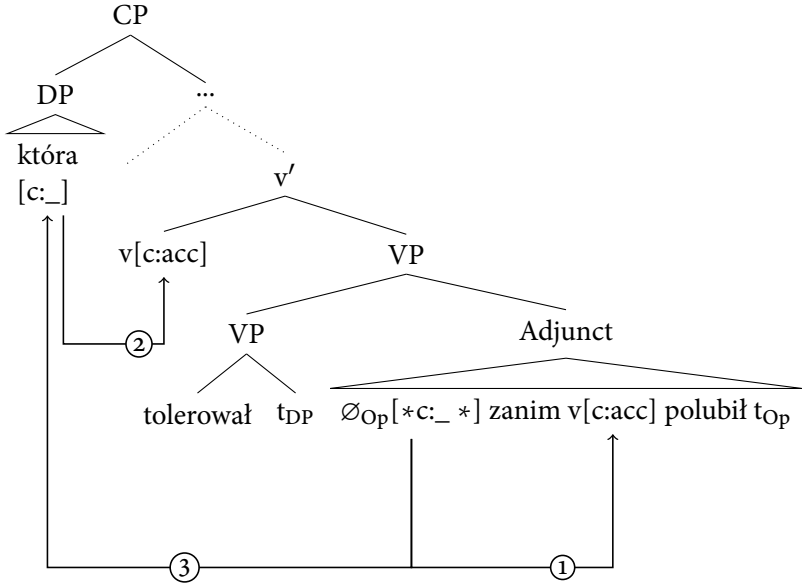 CP
DP ...
która
[c:_]
v′
v[c:acc] VP
VP Adjunct
②
tolerował t_DP ∅_Op[∗c:_ ∗] zanim v[c:acc] polubił t_Op
③ ①